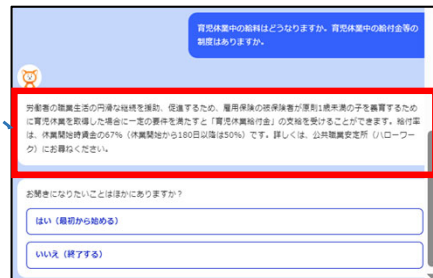 育児休業中の給料はどうなりますか。育児休業中の給付金等の
制度はありますか。
労働者の職業生活の円滑な継続を援助、促進するため、雇用保険の被保険者が原則1歳未満の子を養育するため
に育児休業を取得した場合に一定の要件を満たすと「育児休業給付金」の支給を受けることができます。給付率
は、休業開始時賃金の67%（休業開始から180日以降は50%）です。詳しくは、公共職業安定所（ハローワー
ク）にお尋ねください。
お聞きになりたいことはほかにありますか？
はい（最初から始める）
いいえ（終了する）